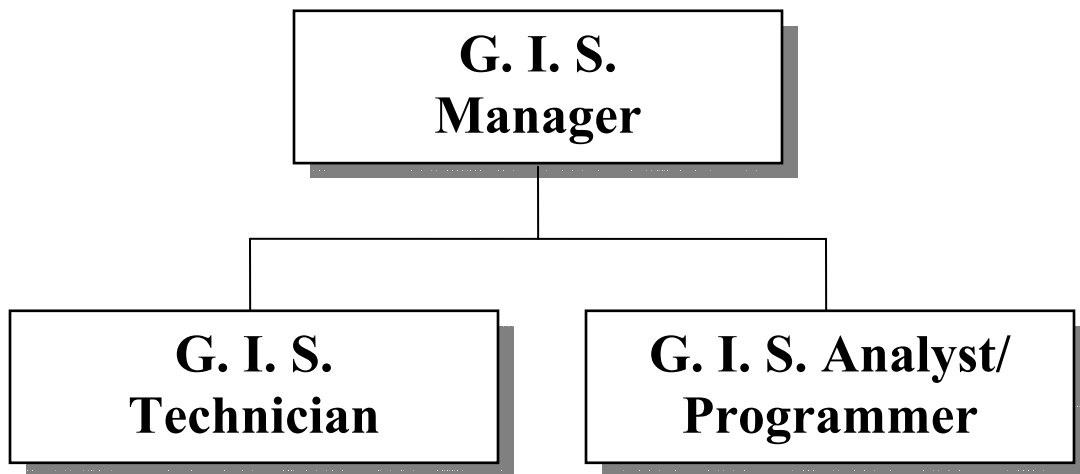 G. I. S.
Manager
G. I. S.
Technician
G. I. S. Analyst/
Programmer